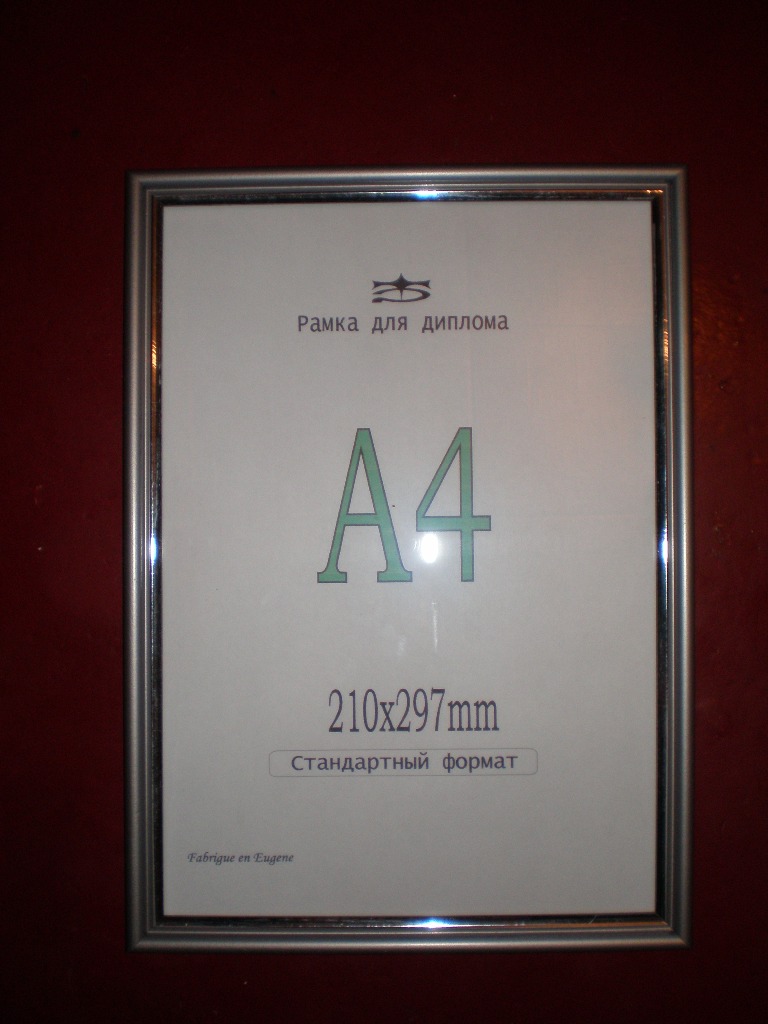 Рамка для диплома
A4
210x297mm
Стандартный формат
Fabrigue en Eugene